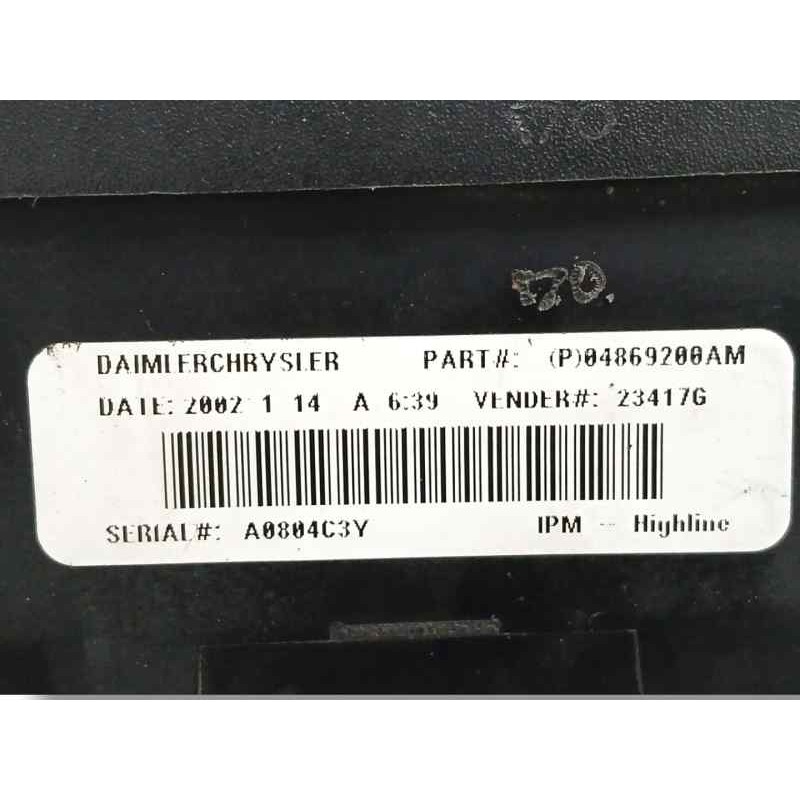 DAIMLERCHRYSLER PART#: (P)04869200AM
DATE: 2002 1 14 A 6:39 VENDER#: 23417G
SERIAL#: A0804C3Y IPM -- Highline